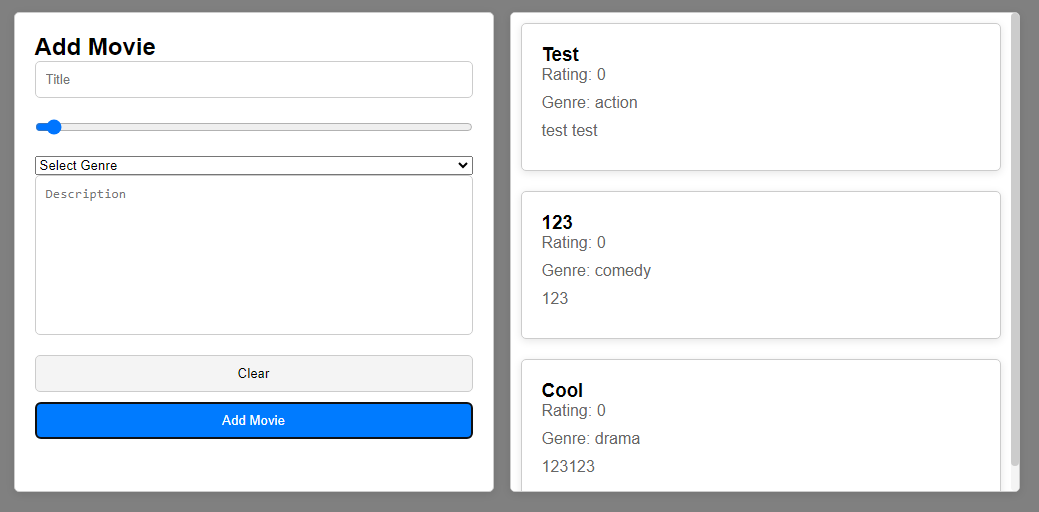 Add Movie
Title
Select Genre
Description
Clear
Add Movie
Test
Rating: 0
Genre: action
test test
123
Rating: 0
Genre: comedy
123
Cool
Rating: 0
Genre: drama
123123